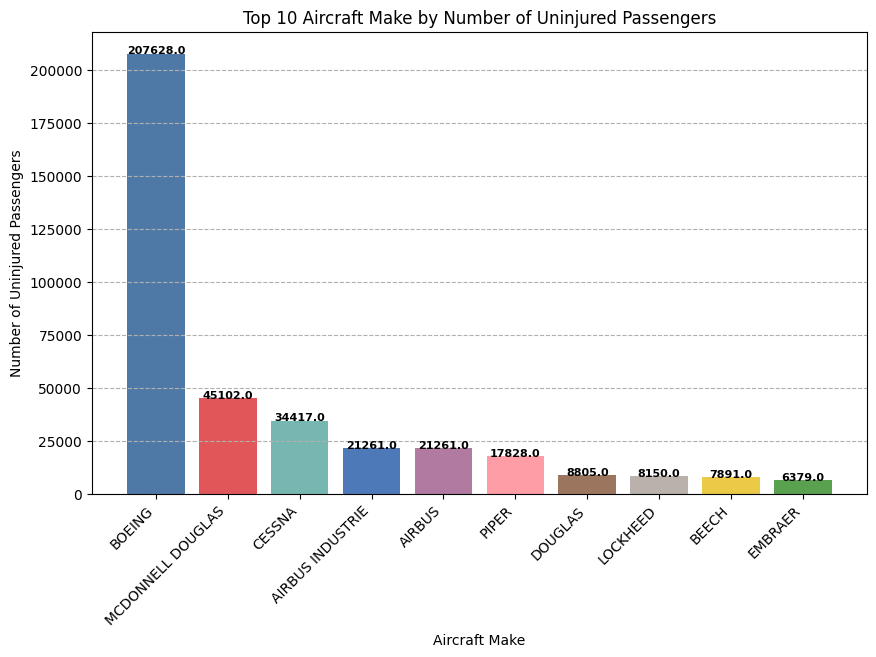 Top 10 Aircraft Make by Number of Uninjured Passengers
Number of Uninjured Passengers
200000
175000
150000
125000
100000
75000
50000
25000
0
207628.0
45102.0
34417.0
21261.0
21261.0
17828.0
8805.0
8150.0
7891.0
6379.0
BOEING
MCDONNELL DOUGLAS
CESSNA
AIRBUS INDUSTRIE
AIRBUS
PIPER
DOUGLAS
LOCKHEED
BEECH
EMBRAER
Aircraft Make